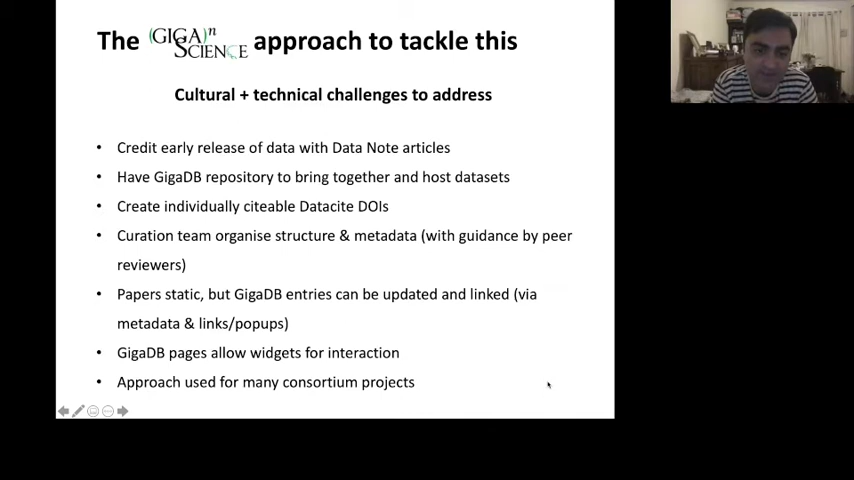 The (GIGA)n SCIENCE approach to tackle this
Cultural + technical challenges to address
• Credit early release of data with Data Note articles
• Have GigaDB repository to bring together and host datasets
• Create individually citeable Datacite DOIs
• Curation team organise structure & metadata (with guidance by peer
reviewers)
• Papers static, but GigaDB entries can be updated and linked (via
metadata & links/popups)
• GigaDB pages allow widgets for interaction
• Approach used for many consortium projects